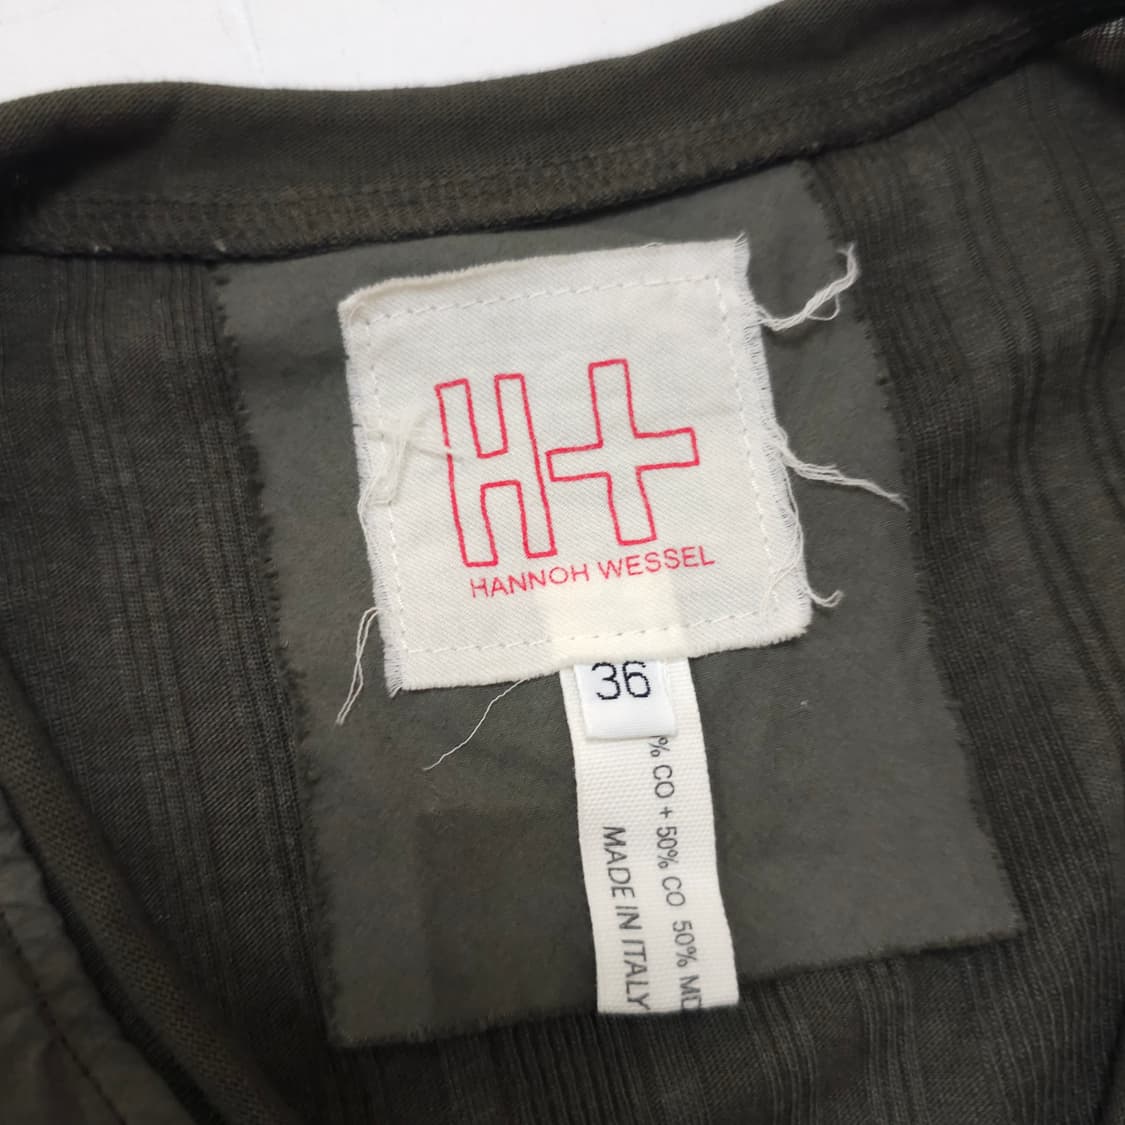 H+
HANNOH WESSEL
36
% CO + 50% CO 50% MD
MADE IN ITALY